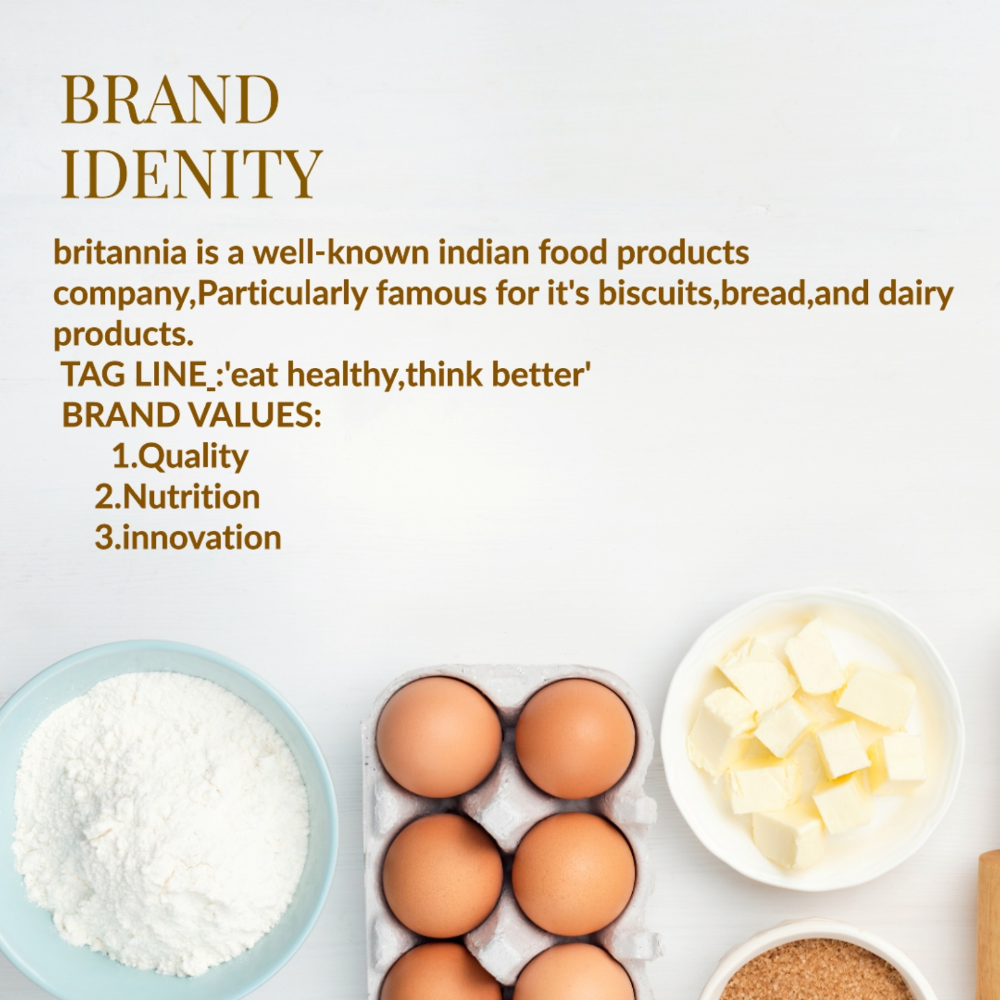 BRAND
IDENITY
britannia is a well-known indian food products
company,Particularly famous for it's biscuits,bread,and dairy
products.
TAG LINE_:'eat healthy,think better'
BRAND VALUES:
1.Quality
2.Nutrition
3.innovation